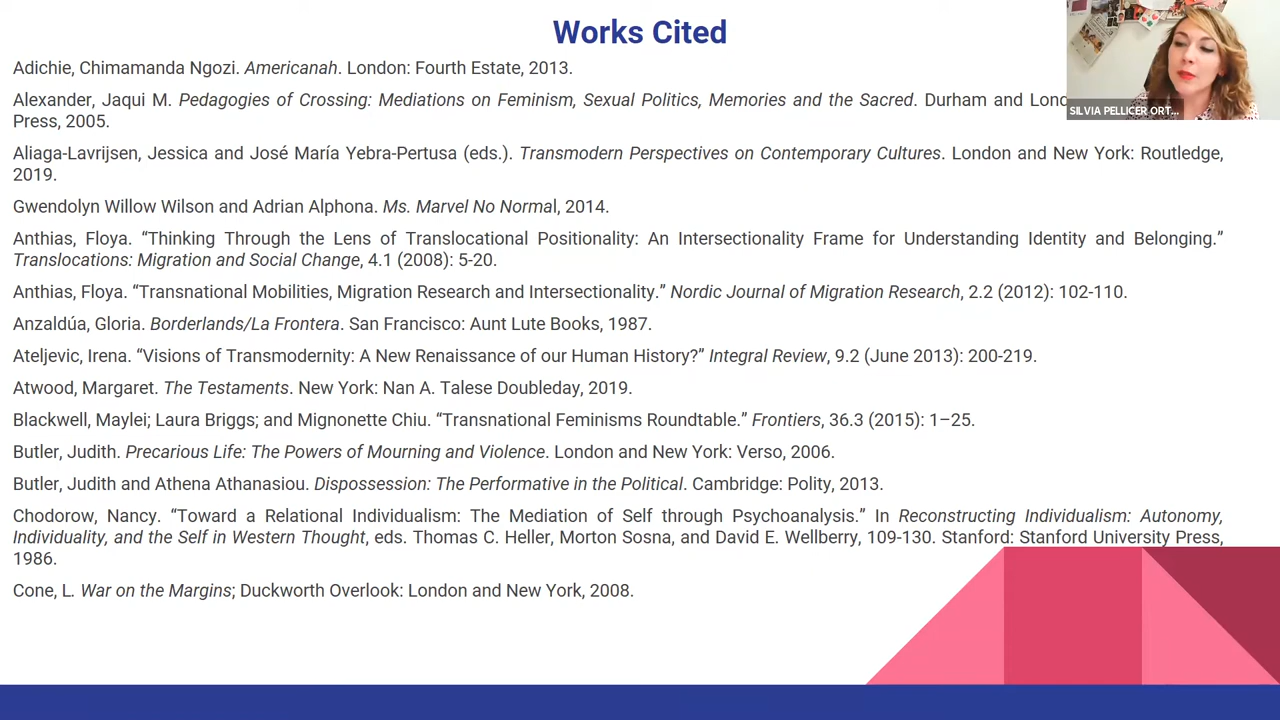 Works Cited
Adichie, Chimamanda Ngozi. Americanah. London: Fourth Estate, 2013.
Alexander, Jaqui M. Pedagogies of Crossing: Mediations on Feminism, Sexual Politics, Memories and the Sacred. Durham and
Press, 2005.
SILVIA PELLICER ORT...
Aliaga-Lavrijsen, Jessica and José María Yebra-Pertusa (eds.). Transmodern Perspectives on Contemporary Cultures. London and New York: Routledge,
2019.
Gwendolyn Willow Wilson and Adrian Alphona. Ms. Marvel No Normal, 2014.
Anthias, Floya. “Thinking Through the Lens of Translocational Positionality: An Intersectionality Frame for Understanding Identity and Belonging.”
Translocations: Migration and Social Change, 4.1 (2008): 5-20.
Anthias, Floya. “Transnational Mobilities, Migration Research and Intersectionality.” Nordic Journal of Migration Research, 2.2 (2012): 102-110.
Anzaldúa, Gloria. Borderlands/La Frontera. San Francisco: Aunt Lute Books, 1987.
Ateljevic, Irena. “Visions of Transmodernity: A New Renaissance of our Human History?” Integral Review, 9.2 (June 2013): 200-219.
Atwood, Margaret. The Testaments. New York: Nan A. Talese Doubleday, 2019.
Blackwell, Maylei; Laura Briggs; and Mignonette Chiu. “Transnational Feminisms Roundtable.” Frontiers, 36.3 (2015): 1–25.
Butler, Judith. Precarious Life: The Powers of Mourning and Violence. London and New York: Verso, 2006.
Butler, Judith and Athena Athanasiou. Dispossession: The Performative in the Political. Cambridge: Polity, 2013.
Chodorow, Nancy. “Toward a Relational Individualism: The Mediation of Self through Psychoanalysis.” In Reconstructing Individualism: Autonomy,
Individuality, and the Self in Western Thought, eds. Thomas C. Heller, Morton Sosna, and David E. Wellberry, 109-130. Stanford: Stanford University Press,
1986.
Cone, L. War on the Margins; Duckworth Overlook: London and New York, 2008.